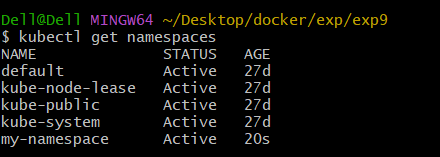 Dell@Dell MINGW64 ~/Desktop/docker/exp/exp9
$ kubectl get namespaces
NAME STATUS AGE
default Active 27d
kube-node-lease Active 27d
kube-public Active 27d
kube-system Active 27d
my-namespace Active 20s